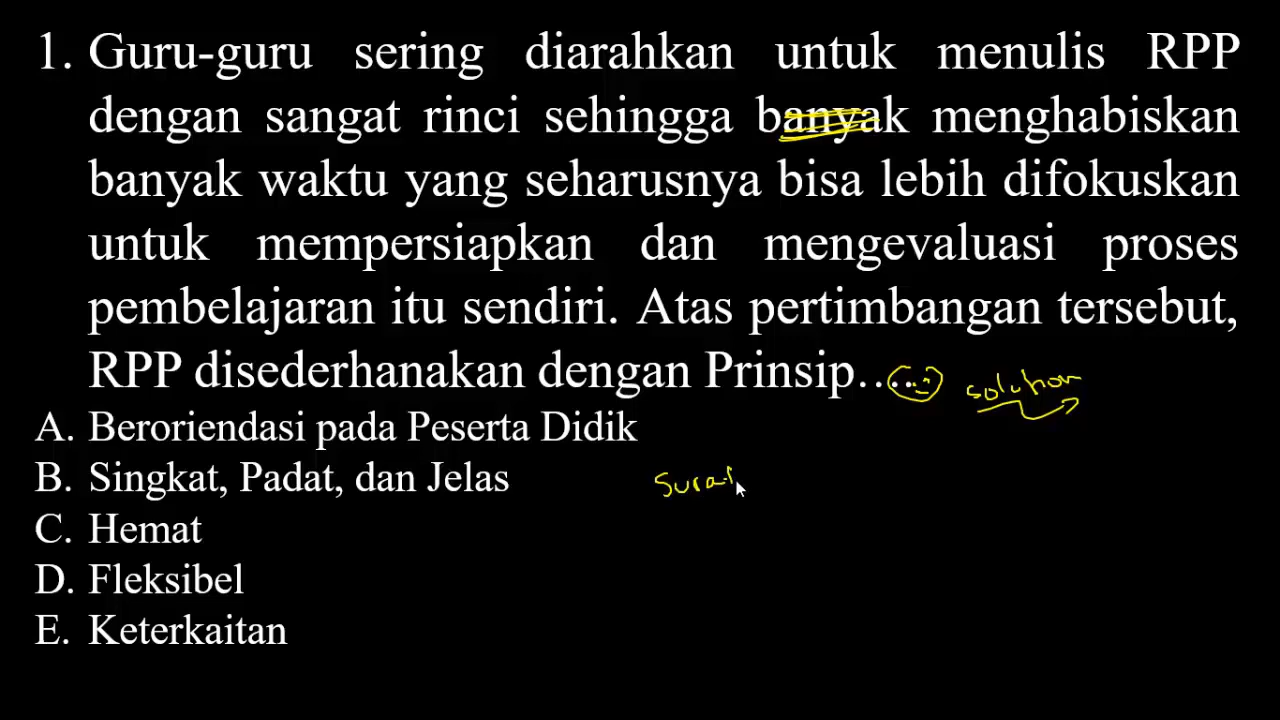 1. Guru-guru sering diarahkan untuk menulis RPP
dengan sangat rinci sehingga banyak menghabiskan
banyak waktu yang seharusnya bisa lebih difokuskan
untuk mempersiapkan dan mengevaluasi proses
pembelajaran itu sendiri. Atas pertimbangan tersebut,
RPP disederhanakan dengan Prinsip..... solution
A. Beroriendasi pada Peserta Didik
B. Singkat, Padat, dan Jelas
Surat
C. Hemat
D. Fleksibel
E. Keterkaitan